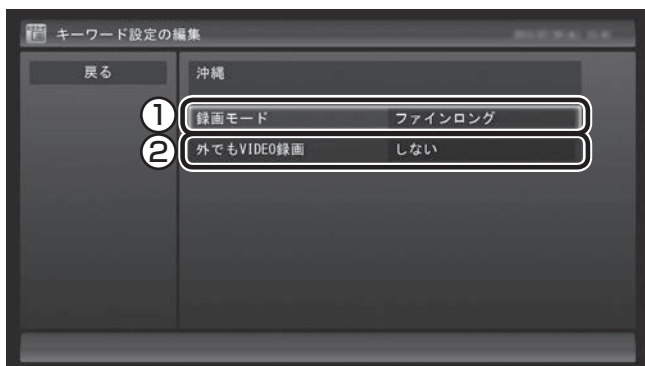 キーワード設定の編集
戻る
沖縄
① 録画モード ファインロング
② 外でもVIDEO録画 しない